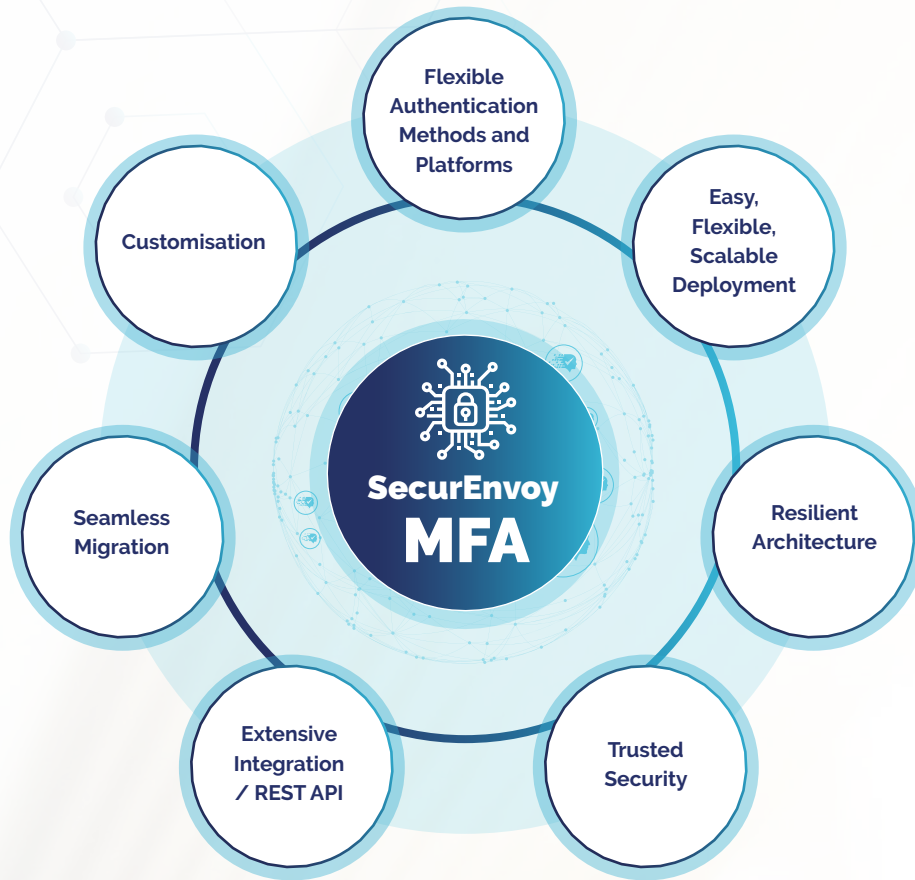 Flexible
Authentication
Methods and
Platforms
Easy,
Flexible,
Scalable
Deployment
Resilient
Architecture
Trusted
Security
Extensive
Integration
/ REST API
Seamless
Migration
Customisation
SecurEnvoy
MFA